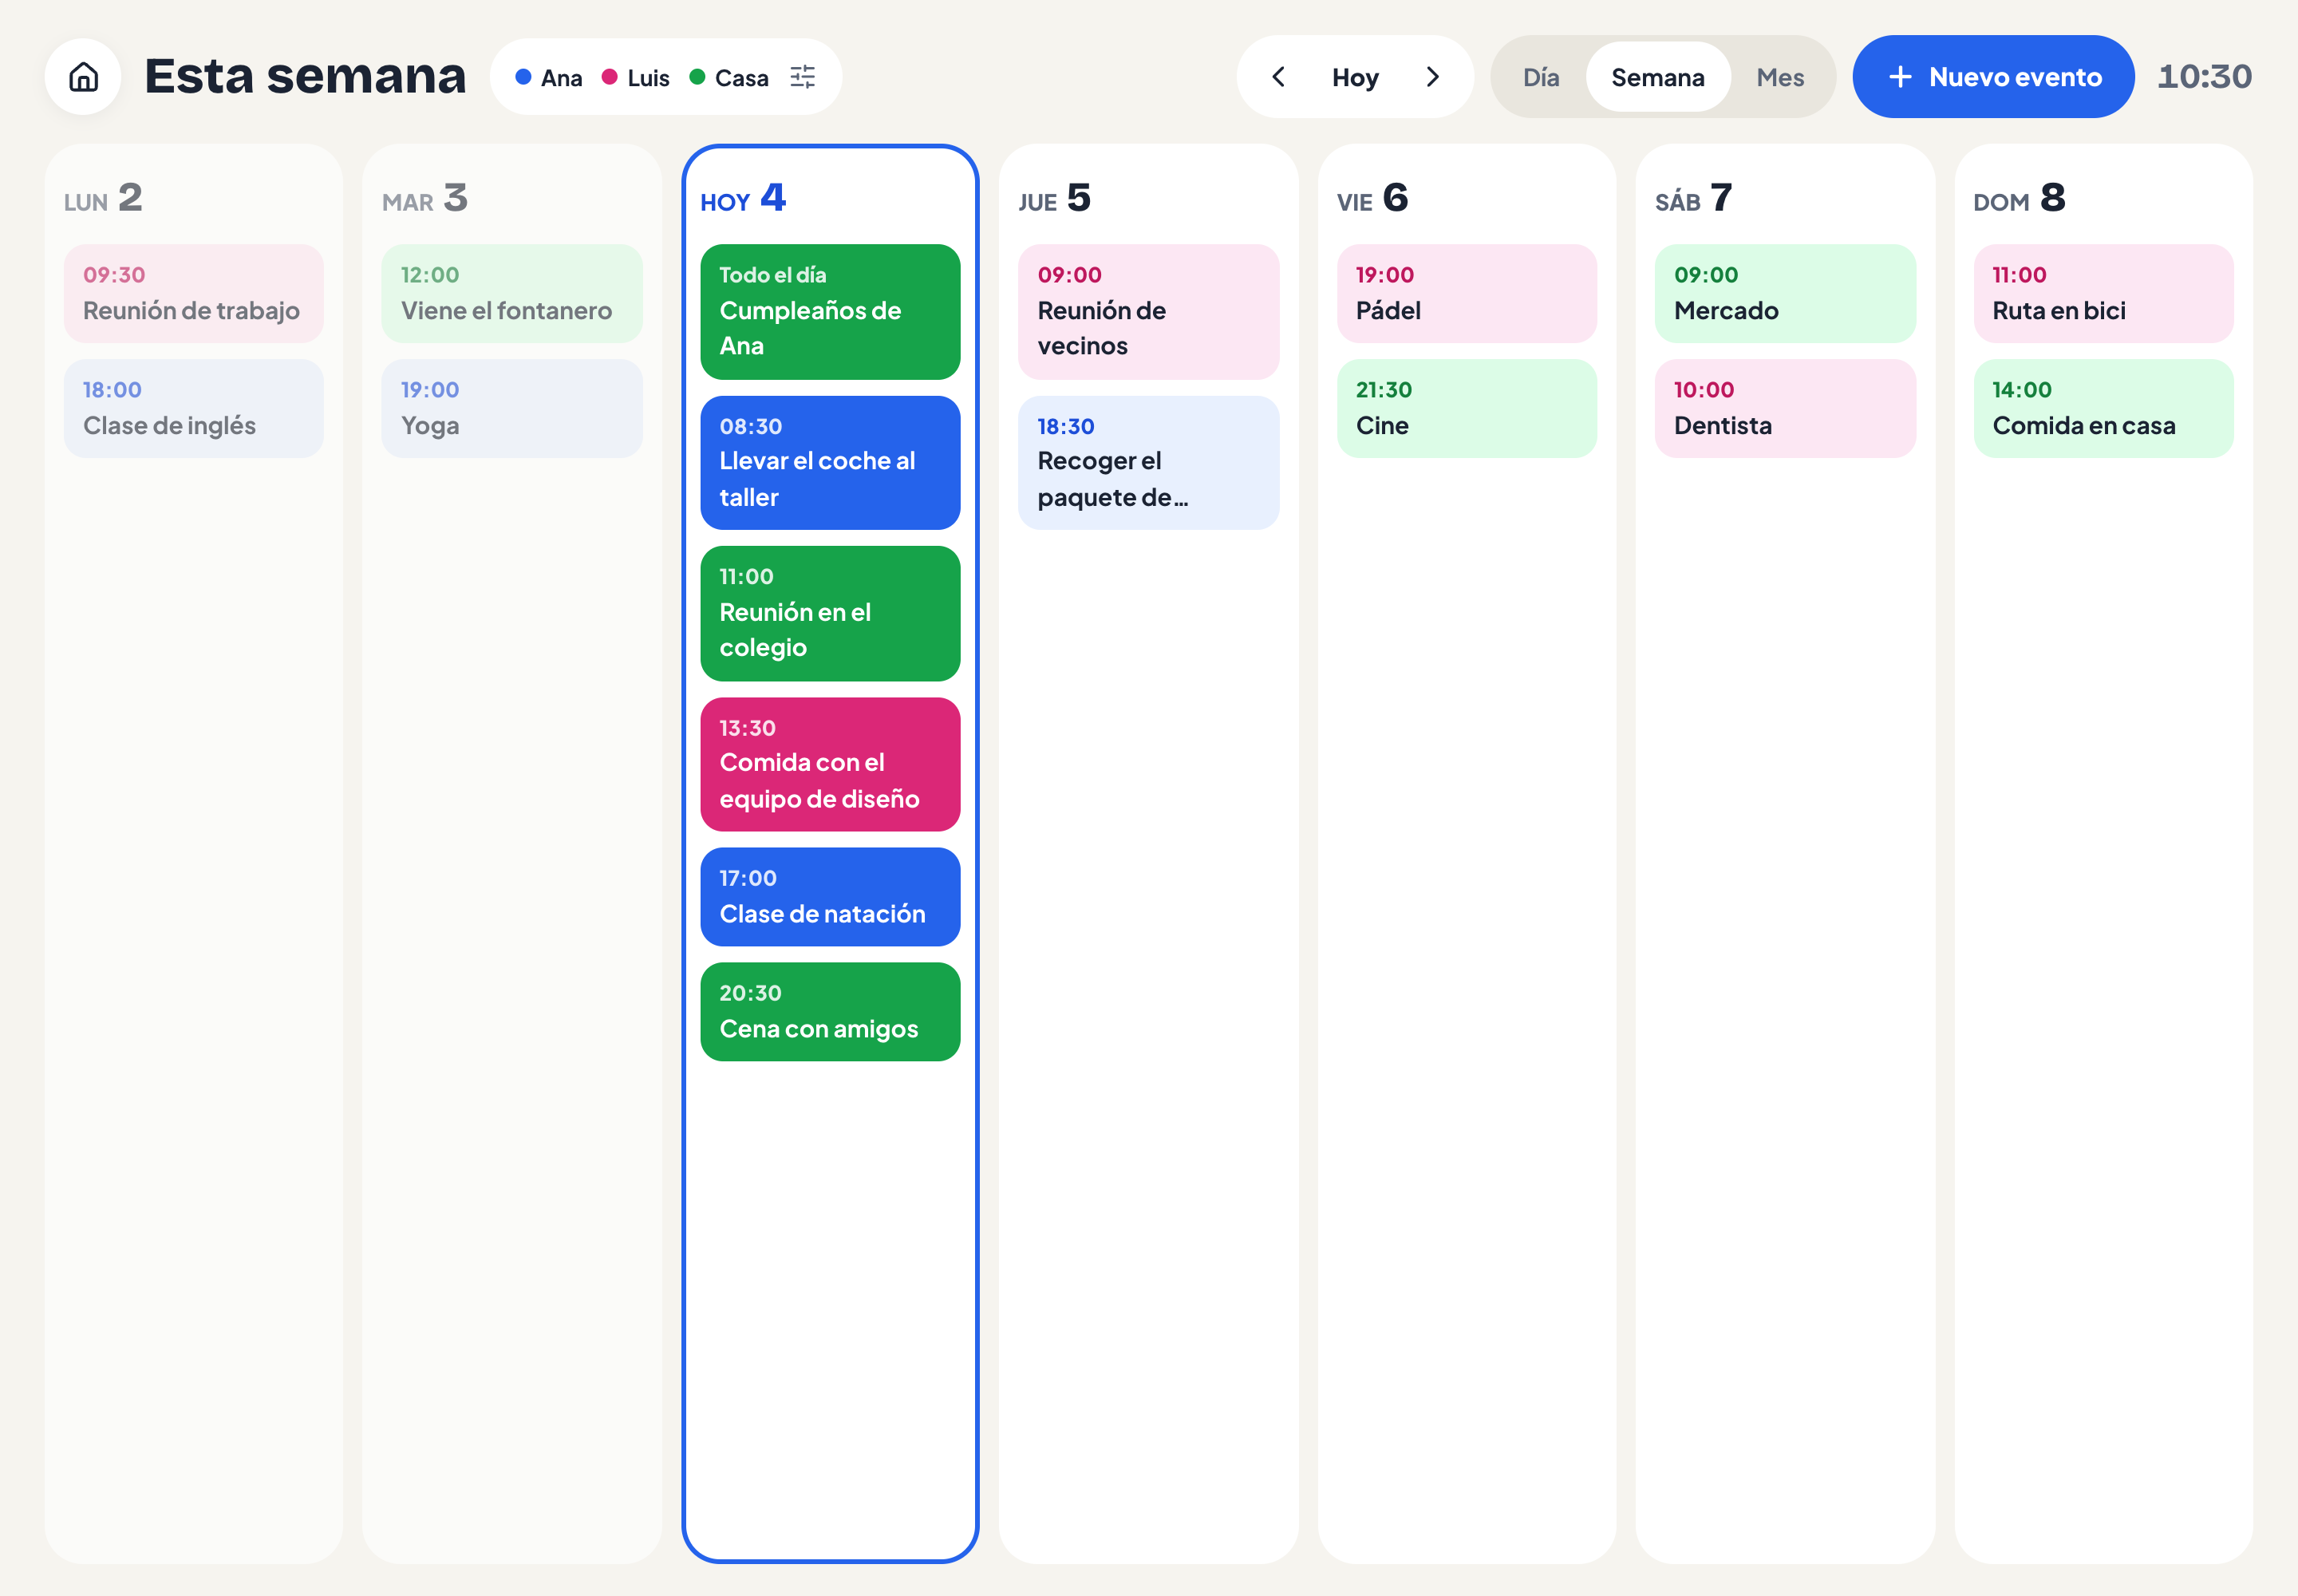 Esta semana
Ana
Luis
Casa
Hoy
Día
Semana
Mes
Nuevo evento
10:30
LUN 2
09:30
Reunión de trabajo
18:00
Clase de inglés
MAR 3
12:00
Viene el fontanero
19:00
Yoga
HOY 4
Todo el día
Cumpleaños de
Ana
08:30
Llevar el coche al
taller
11:00
Reunión en el
colegio
13:30
Comida con el
equipo de diseño
17:00
Clase de natación
20:30
Cena con amigos
JUE 5
09:00
Reunión de
vecinos
18:30
Recoger el
paquete de…
VIE 6
19:00
Pádel
21:30
Cine
SÁB 7
09:00
Mercado
10:00
Dentista
DOM 8
11:00
Ruta en bici
14:00
Comida en casa